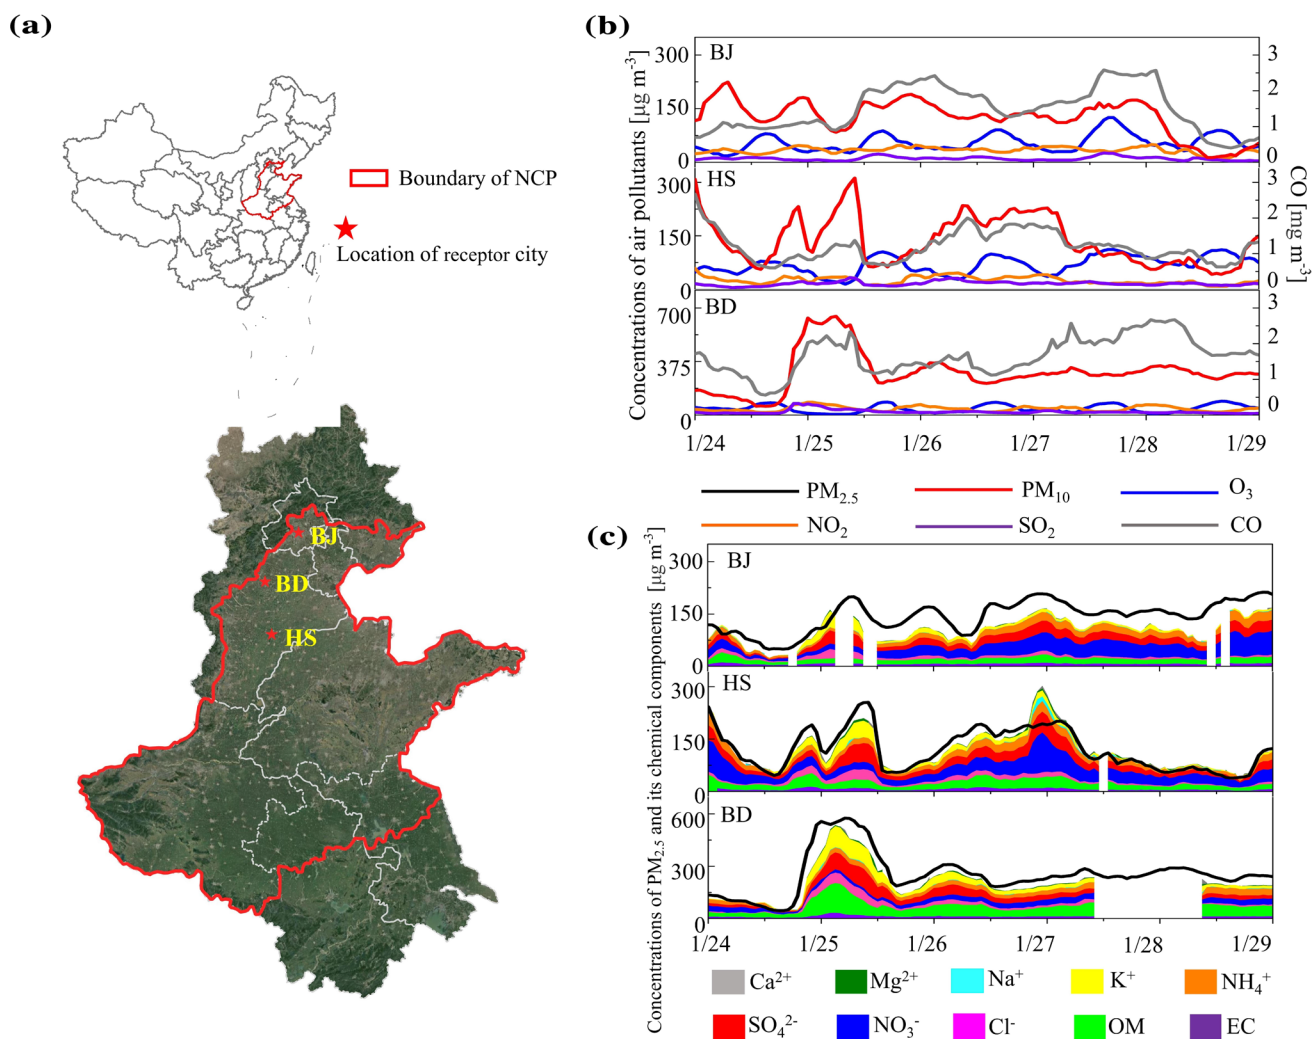 (a)
Boundary of NCP
Location of receptor city
BJ
BD
HS
(b)
Concentrations of air pollutants [μg m⁻³]
CO [mg m⁻³]
BJ
300
150
0
3
2
1
0
HS
300
150
0
3
2
1
0
BD
700
375
0
3
2
1
0
1/24 1/25 1/26 1/27 1/28 1/29
PM₂.₅ PM₁₀ O₃
NO₂ SO₂ CO
(c)
Concentrations of PM₂.₅ and its chemical components [μg m⁻³]
BJ
300
150
0
HS
300
150
0
BD
600
300
0
1/24 1/25 1/26 1/27 1/28 1/29
Ca²⁺ Mg²⁺ Na⁺ K⁺ NH₄⁺
SO₄²⁻ NO₃⁻ Cl⁻ OM EC